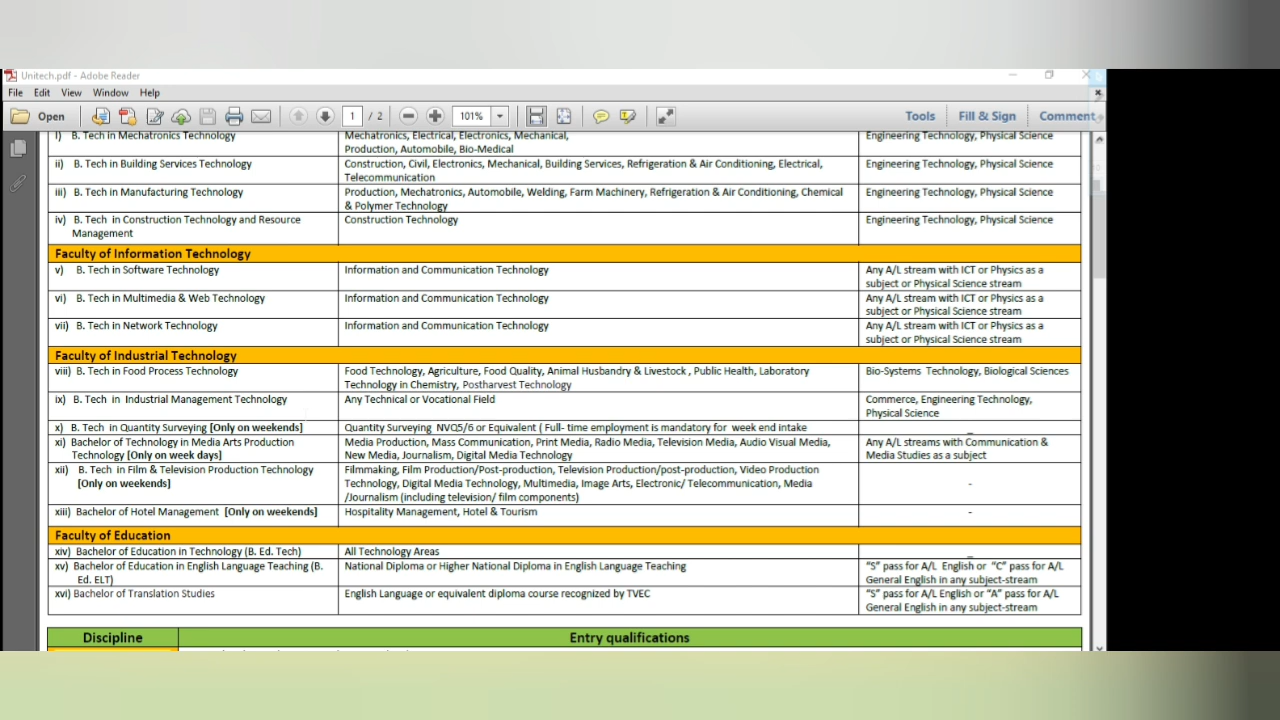 Unitech.pdf - Adobe Reader
File Edit View Window Help
Open 1 / 2 101% Tools Fill & Sign Comment
i) B. Tech in Mechatronics Technology
Mechatronics, Electrical, Electronics, Mechanical,
Production, Automobile, Bio-Medical
Engineering Technology, Physical Science
ii) B. Tech in Building Services Technology
Construction, Civil, Electronics, Mechanical, Building Services, Refrigeration & Air Conditioning, Electrical,
Telecommunication
Engineering Technology, Physical Science
iii) B. Tech in Manufacturing Technology
Production, Mechatronics, Automobile, Welding, Farm Machinery, Refrigeration & Air Conditioning, Chemical
& Polymer Technology
Engineering Technology, Physical Science
iv) B. Tech in Construction Technology and Resource
Management
Construction Technology
Engineering Technology, Physical Science
Faculty of Information Technology
v) B. Tech in Software Technology
Information and Communication Technology
Any A/L stream with ICT or Physics as a
subject or Physical Science stream
vi) B. Tech in Multimedia & Web Technology
Information and Communication Technology
Any A/L stream with ICT or Physics as a
subject or Physical Science stream
vii) B. Tech in Network Technology
Information and Communication Technology
Any A/L stream with ICT or Physics as a
subject or Physical Science stream
Faculty of Industrial Technology
viii) B. Tech in Food Process Technology
Food Technology, Agriculture, Food Quality, Animal Husbandry & Livestock , Public Health, Laboratory
Technology in Chemistry, Postharvest Technology
Bio-Systems Technology, Biological Sciences
ix) B. Tech in Industrial Management Technology
Any Technical or Vocational Field
Commerce, Engineering Technology,
Physical Science
x) B. Tech in Quantity Surveying [Only on weekends]
Quantity Surveying NVQ5/6 or Equivalent ( Full- time employment is mandatory for week end intake
_
xi) Bachelor of Technology in Media Arts Production
Technology [Only on week days]
Media Production, Mass Communication, Print Media, Radio Media, Television Media, Audio Visual Media,
New Media, Journalism, Digital Media Technology
Any A/L streams with Communication &
Media Studies as a subject
xii) B. Tech in Film & Television Production Technology
[Only on weekends]
Filmmaking, Film Production/Post-production, Television Production/post-production, Video Production
Technology, Digital Media Technology, Multimedia, Image Arts, Electronic/ Telecommunication, Media
/Journalism (including television/ film components)
-
xiii) Bachelor of Hotel Management [Only on weekends]
Hospitality Management, Hotel & Tourism
-
Faculty of Education
xiv) Bachelor of Education in Technology (B. Ed. Tech)
All Technology Areas
_
xv) Bachelor of Education in English Language Teaching (B.
Ed. ELT)
National Diploma or Higher National Diploma in English Language Teaching
“S” pass for A/L English or “C” pass for A/L
General English in any subject-stream
xvi) Bachelor of Translation Studies
English Language or equivalent diploma course recognized by TVEC
“S” pass for A/L English or “A” pass for A/L
General English in any subject-stream
Discipline Entry qualifications